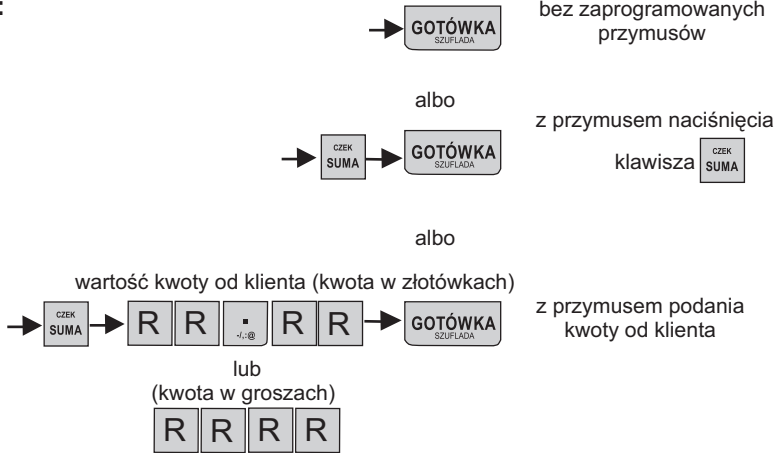 :
GOTÓWKA
SZUFLADA
bez zaprogramowanych
przymusów
albo
CZEK
SUMA
GOTÓWKA
SZUFLADA
z przymusem naciśnięcia
klawisza
CZEK
SUMA
albo
wartość kwoty od klienta (kwota w złotówkach)
CZEK
SUMA
R R . R R
-/,:@
GOTÓWKA
SZUFLADA
z przymusem podania
kwoty od klienta
lub
(kwota w groszach)
R R R R